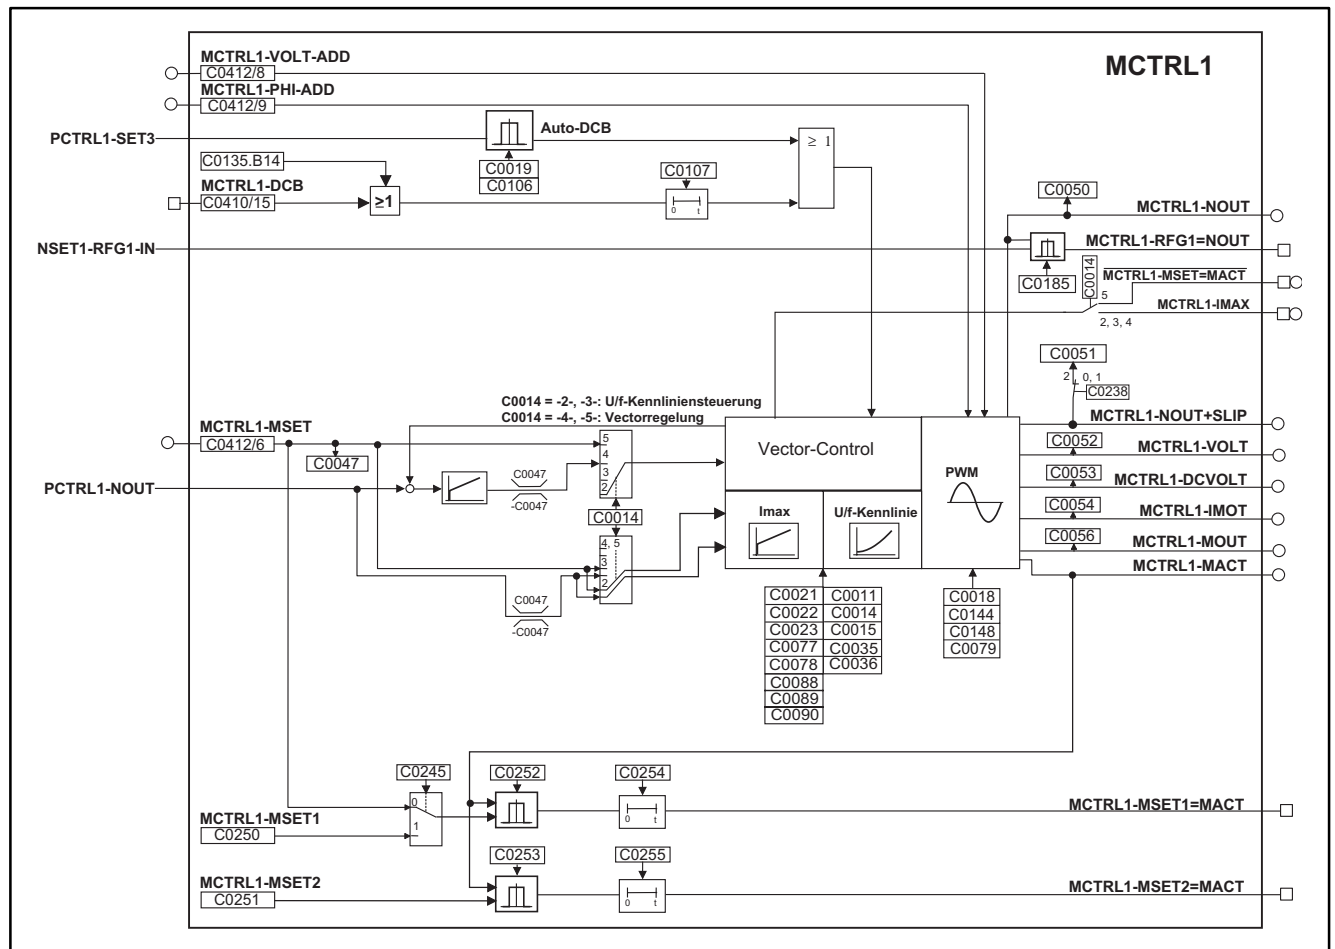 MCTRL1
MCTRL1-VOLT-ADD
C0412/8
MCTRL1-PHI-ADD
C0412/9
PCTRL1-SET3
Auto-DCB
≥ 1
C0019
C0106
C0135.B14
MCTRL1-DCB
C0410/15
≥1
C0107
0 t
C0050
MCTRL1-NOUT
NSET1-RFG1-IN
MCTRL1-RFG1=NOUT
C0185
C0014
MCTRL1-MSET=MACT
5
MCTRL1-IMAX
2, 3, 4
C0051
2 0, 1
C0238
C0014 = -2-, -3-: U/f-Kennliniensteuerung
C0014 = -4-, -5-: Vectorregelung
MCTRL1-NOUT+SLIP
MCTRL1-MSET
C0412/6
C0047
5
4
3
2
Vector-Control
PWM
C0052
MCTRL1-VOLT
PCTRL1-NOUT
C0047
-C0047
C0053
MCTRL1-DCVOLT
C0014
Imax
U/f-Kennlinie
C0054
MCTRL1-IMOT
4, 5
3
2
C0056
MCTRL1-MOUT
MCTRL1-MACT
C0047
-C0047
C0021 C0011
C0022 C0014
C0023 C0015
C0077 C0035
C0078 C0036
C0088
C0089
C0090
C0018
C0144
C0148
C0079
C0245
0
1
C0252
C0254
0 t
MCTRL1-MSET1=MACT
MCTRL1-MSET1
C0250
C0253
C0255
0 t
MCTRL1-MSET2=MACT
MCTRL1-MSET2
C0251